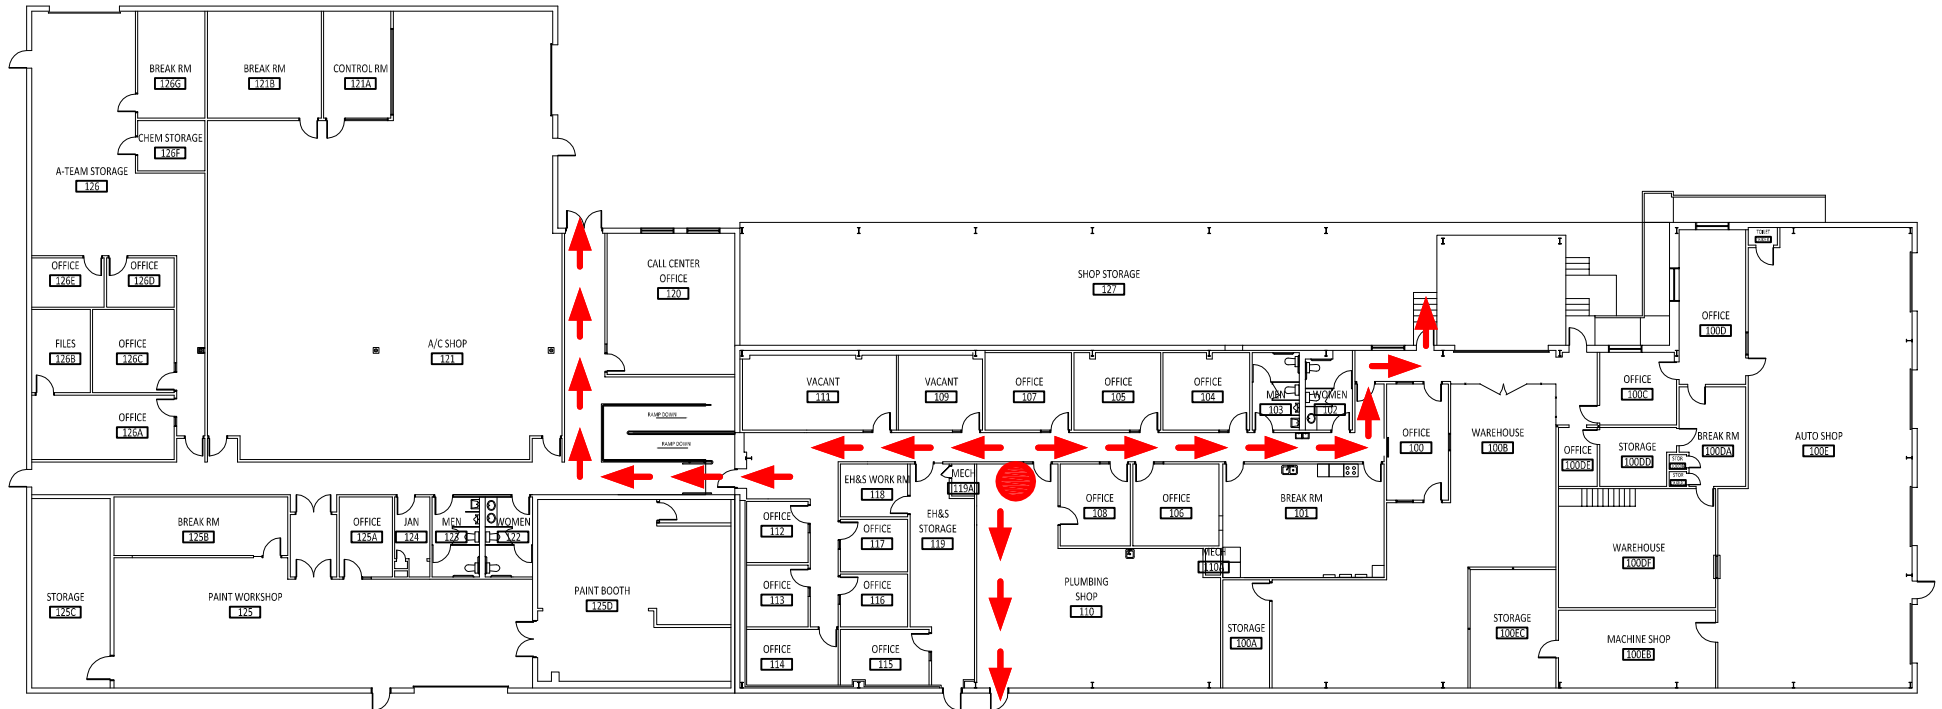 BREAK RM
126G
BREAK RM
121B
CONTROL RM
121A
CHEM STORAGE
126F
A-TEAM STORAGE
126
OFFICE
126E
OFFICE
126D
FILES
126B
OFFICE
126C
OFFICE
126A
A/C SHOP
121
CALL CENTER
OFFICE
120
SHOP STORAGE
127
RAMP DOWN
RAMP DOWN
VACANT
111
VACANT
109
OFFICE
107
OFFICE
105
OFFICE
104
MEN
103
WOMEN
102
OFFICE
100
WAREHOUSE
100B
OFFICE
100C
OFFICE
100D
TOILET
OFFICE
100DE
STORAGE
100DD
BREAK RM
100DA
STOR
STOR
AUTO SHOP
100E
WAREHOUSE
100DF
MACHINE SHOP
100EB
STORAGE
100EC
STORAGE
100A
BREAK RM
101
MECH
110A
OFFICE
106
OFFICE
108
PLUMBING
SHOP
110
MECH
119A
EH&S WORK RM
118
EH&S
STORAGE
119
OFFICE
117
OFFICE
116
OFFICE
115
OFFICE
112
OFFICE
113
OFFICE
114
BREAK RM
125B
OFFICE
125A
JAN
124
MEN
123
WOMEN
122
STORAGE
125C
PAINT WORKSHOP
125
PAINT BOOTH
125D